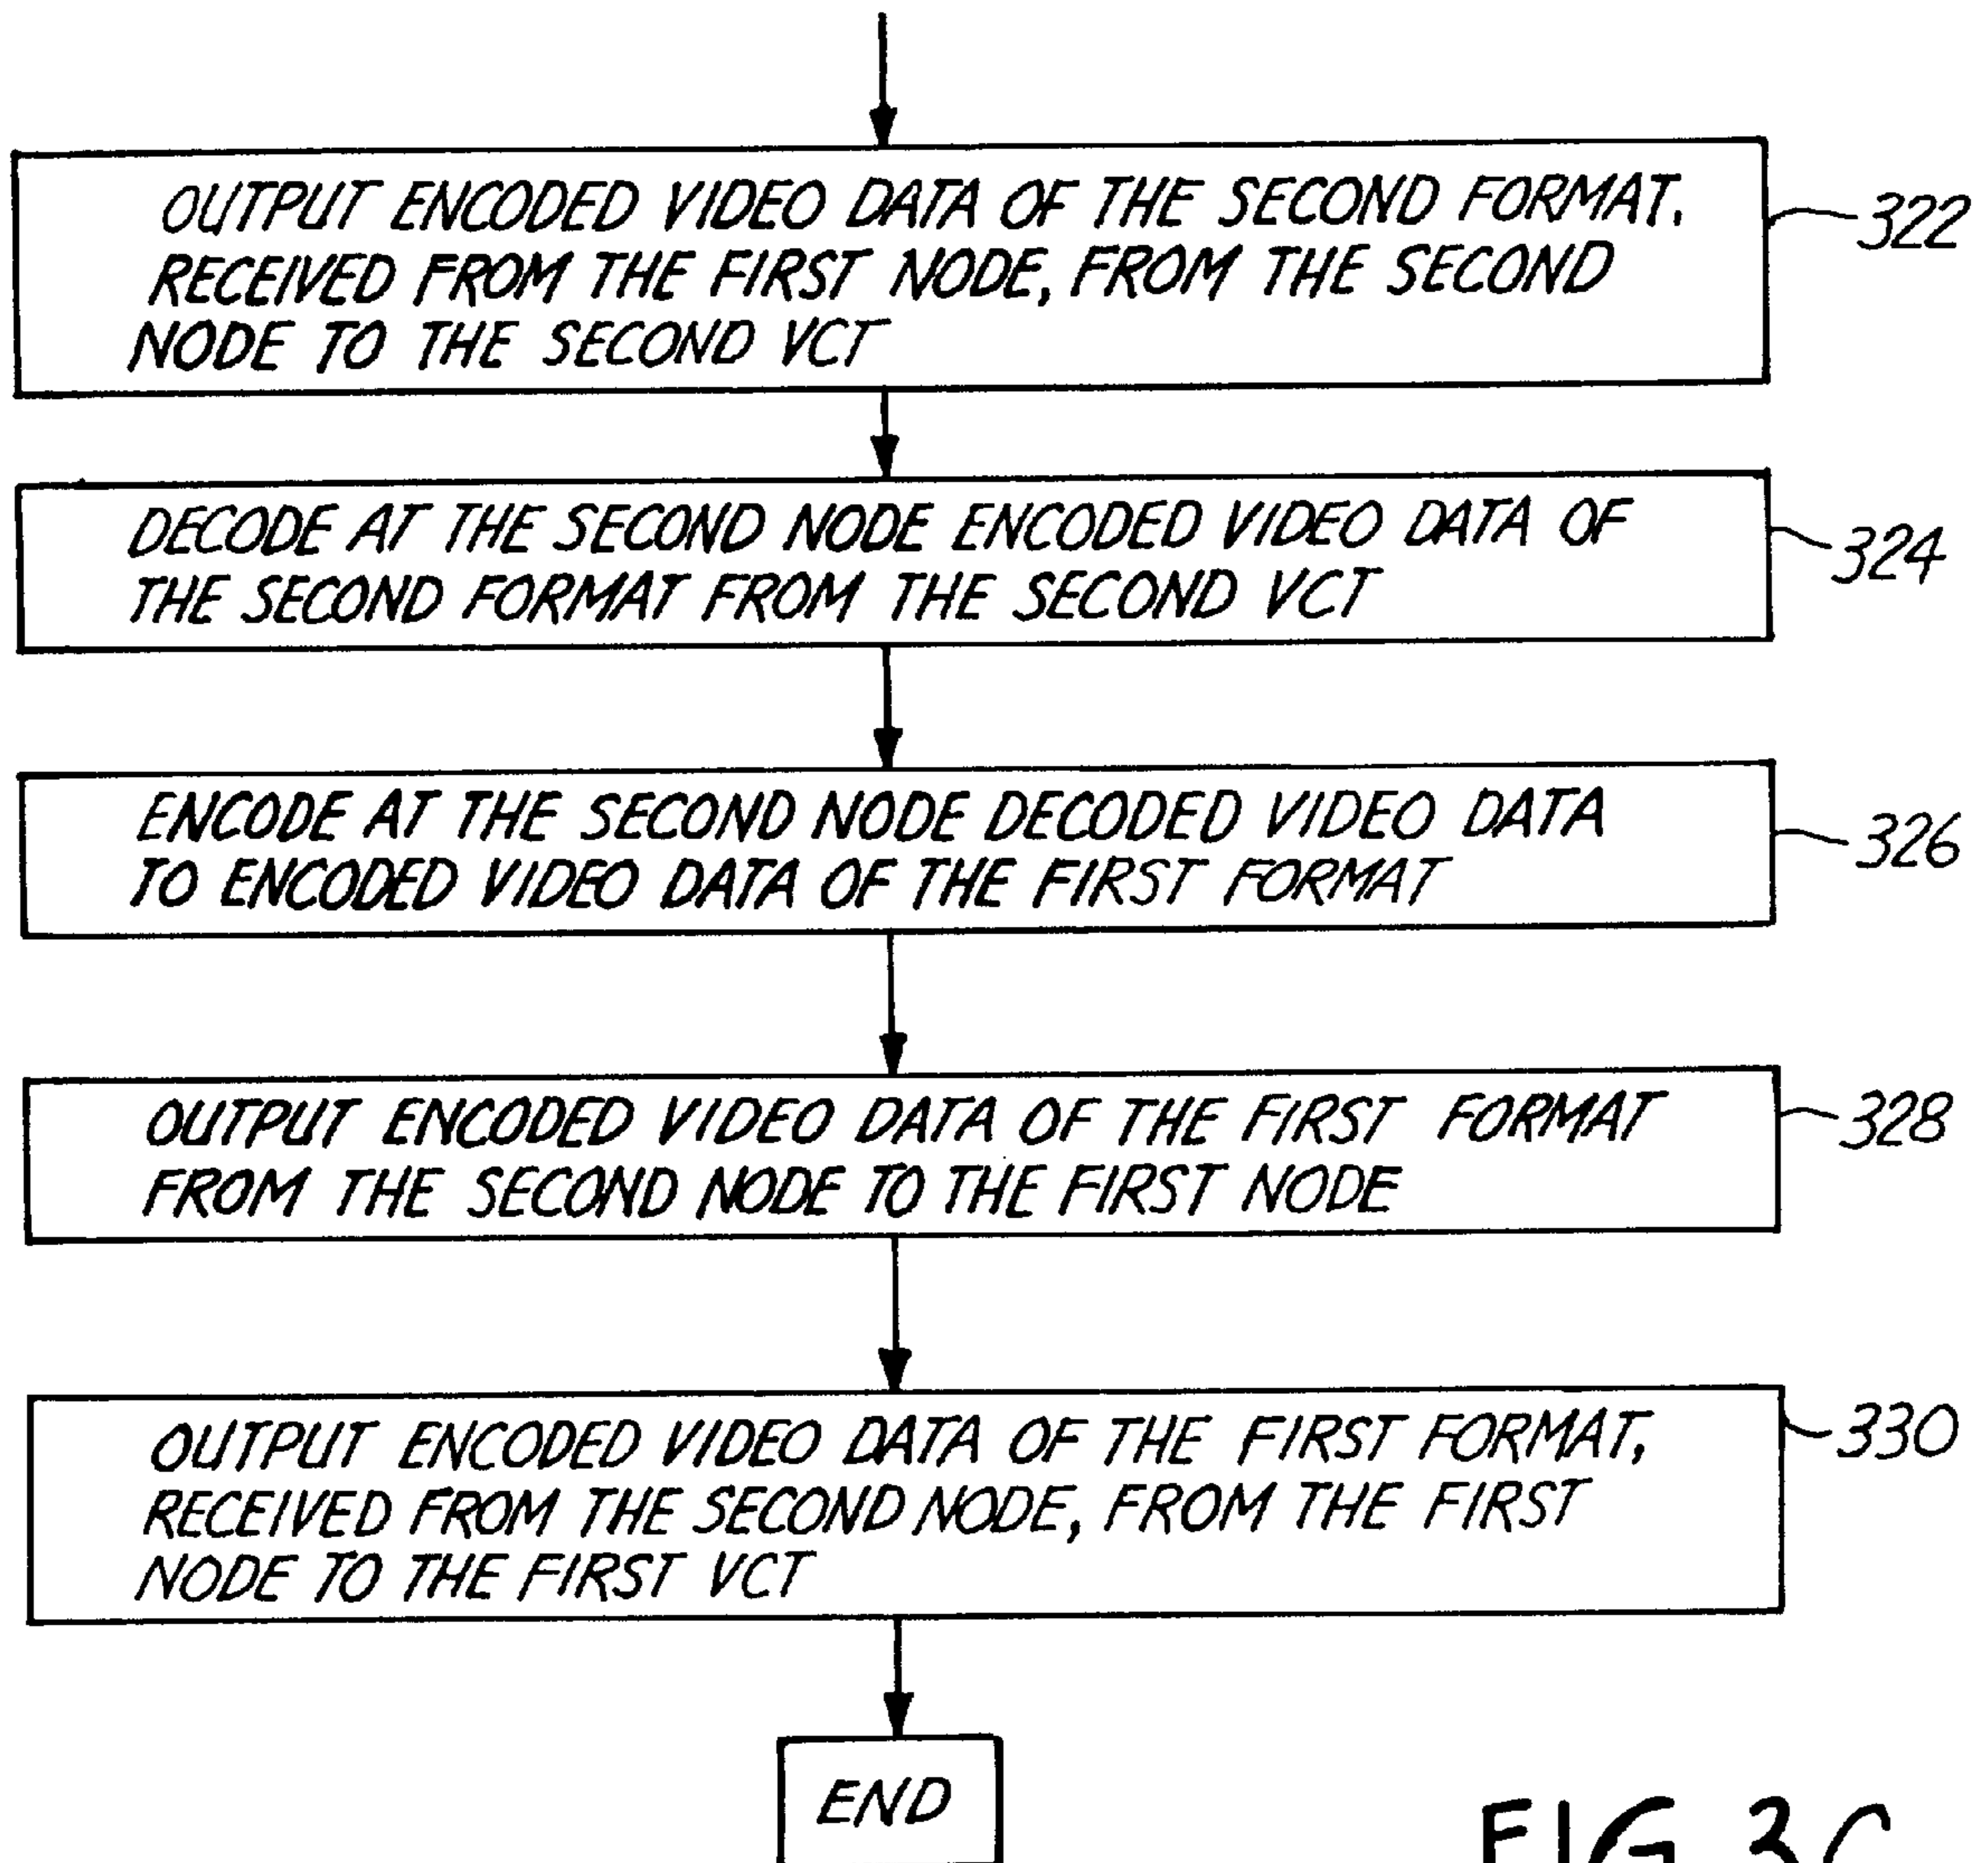 OUTPUT ENCODED VIDEO DATA OF THE SECOND FORMAT,
RECEIVED FROM THE FIRST NODE, FROM THE SECOND
NODE TO THE SECOND VCT
322
DECODE AT THE SECOND NODE ENCODED VIDEO DATA OF
THE SECOND FORMAT FROM THE SECOND VCT
324
ENCODE AT THE SECOND NODE DECODED VIDEO DATA
TO ENCODED VIDEO DATA OF THE FIRST FORMAT
326
OUTPUT ENCODED VIDEO DATA OF THE FIRST FORMAT
FROM THE SECOND NODE TO THE FIRST NODE
328
OUTPUT ENCODED VIDEO DATA OF THE FIRST FORMAT,
RECEIVED FROM THE SECOND NODE, FROM THE FIRST
NODE TO THE FIRST VCT
330
END
FIG. 3C